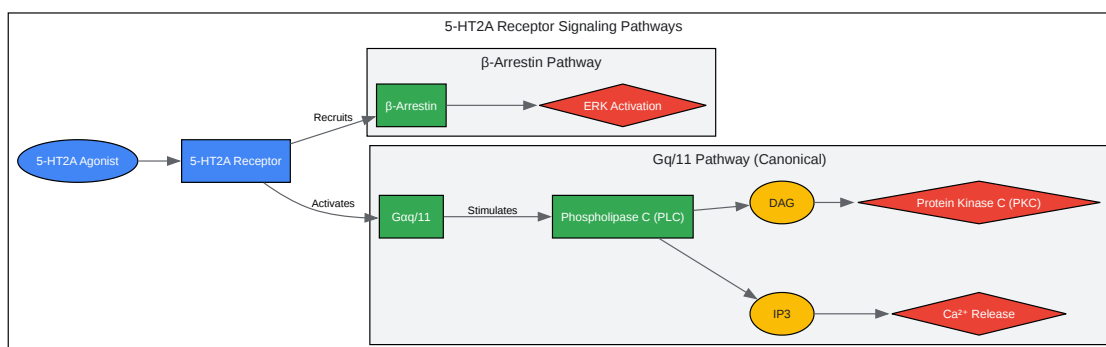 5-HT2A Receptor Signaling Pathways
β-Arrestin Pathway
β-Arrestin
ERK Activation
Recruits
5-HT2A Agonist
5-HT2A Receptor
Gq/11 Pathway (Canonical)
Activates
Gαq/11
Stimulates
Phospholipase C (PLC)
DAG
Protein Kinase C (PKC)
IP3
Ca²⁺ Release